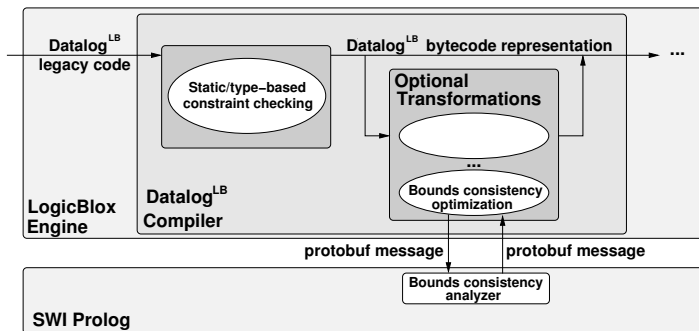 Datalog^LB
legacy code
Datalog^LB bytecode representation
...
Static/type-based
constraint checking
Optional
Transformations
...
Bounds consistency
optimization
Datalog^LB
Compiler
LogicBlox
Engine
protobuf message
protobuf message
Bounds consistency
analyzer
SWI Prolog